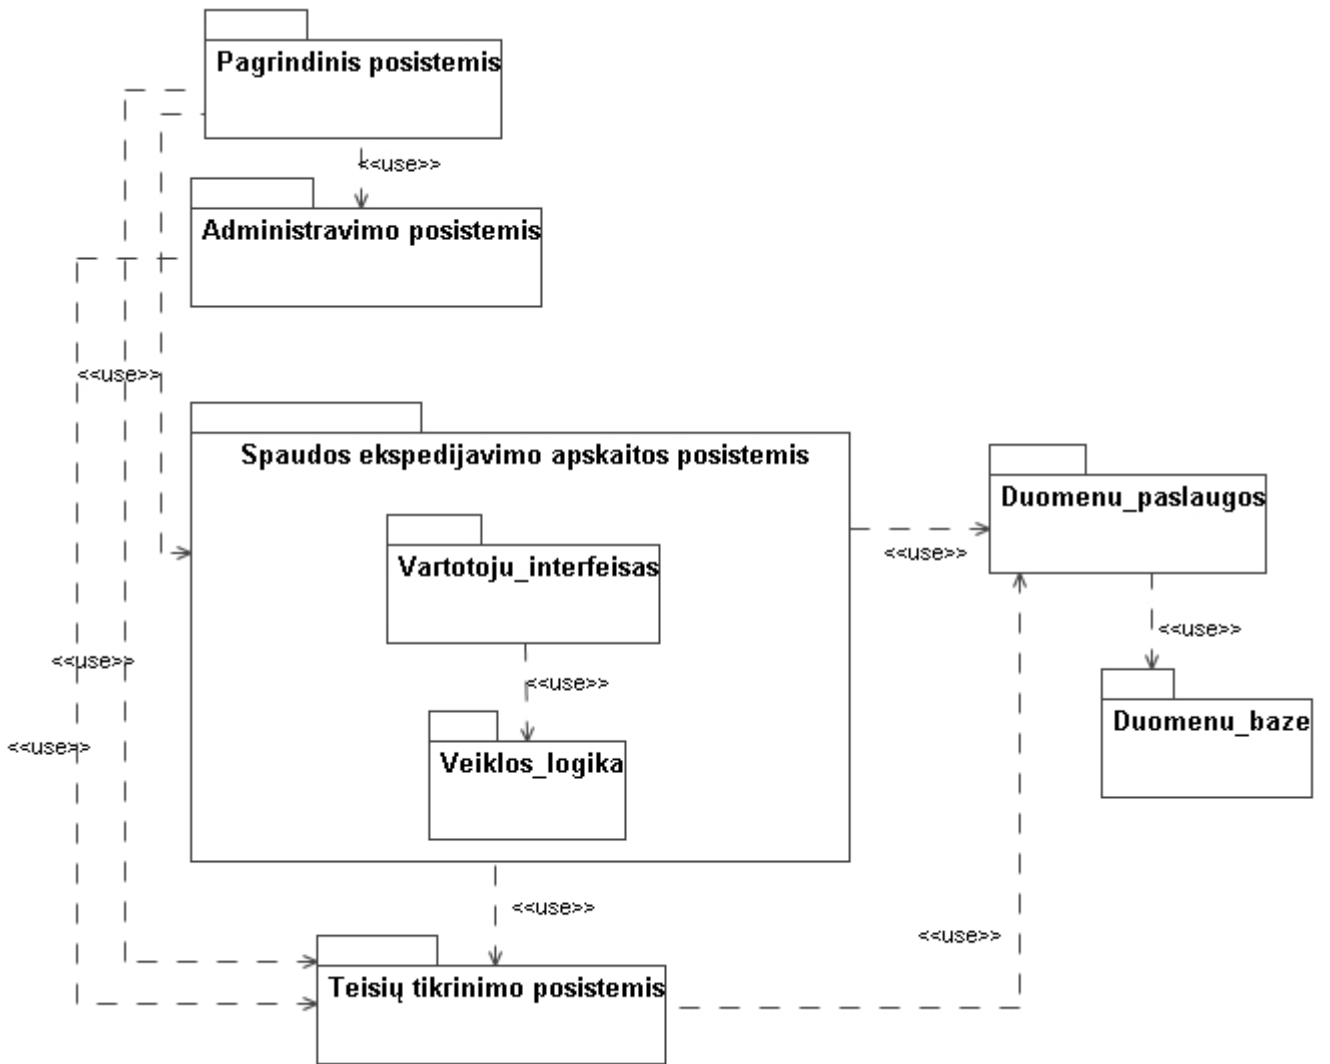 Pagrindinis posistemis
<<use>>
Administravimo posistemis
<<use>>
Spaudos ekspedijavimo apskaitos posistemis
Duomenu_paslaugos
<<use>>
Vartotoju_interfeisas
<<use>>
<<use>>
<<use>>
Duomenu_baze
<<use>>
Veiklos_logika
<<use>>
<<use>>
Teisių tikrinimo posistemis